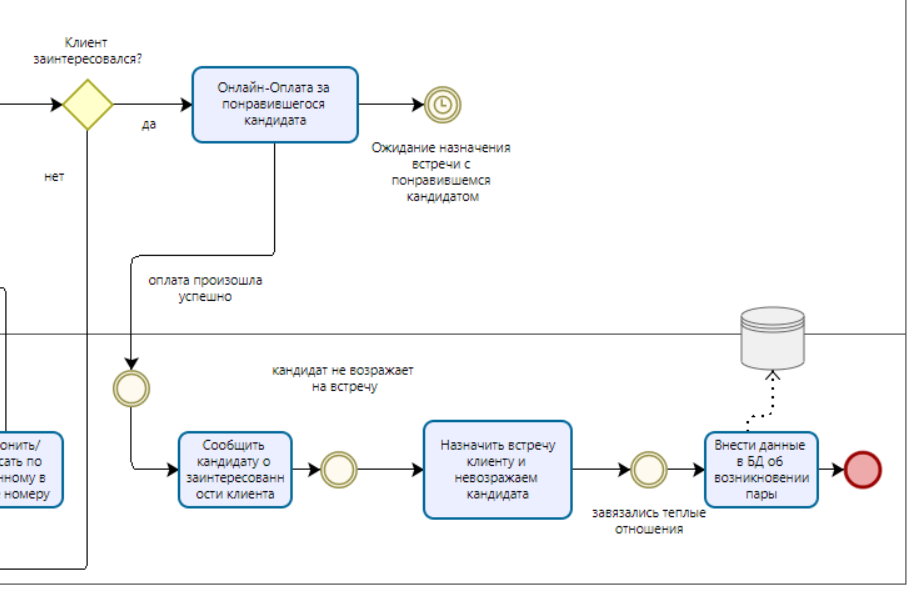 Клиент
заинтересовался?
да
нет
Онлайн-Оплата за
понравившегося
кандидата
Ожидание назначения
встречи с
понравившемся
кандидатом
оплата произошла
успешно
кандидат не возражает
на встречу
онить/
сать по
нному в
номеру
Сообщить
кандидату о
заинтересованн
ости клиента
Назначить встречу
клиенту и
невозражаем
кандидата
завязались теплые
отношения
Внести данные
в БД об
возникновении
пары